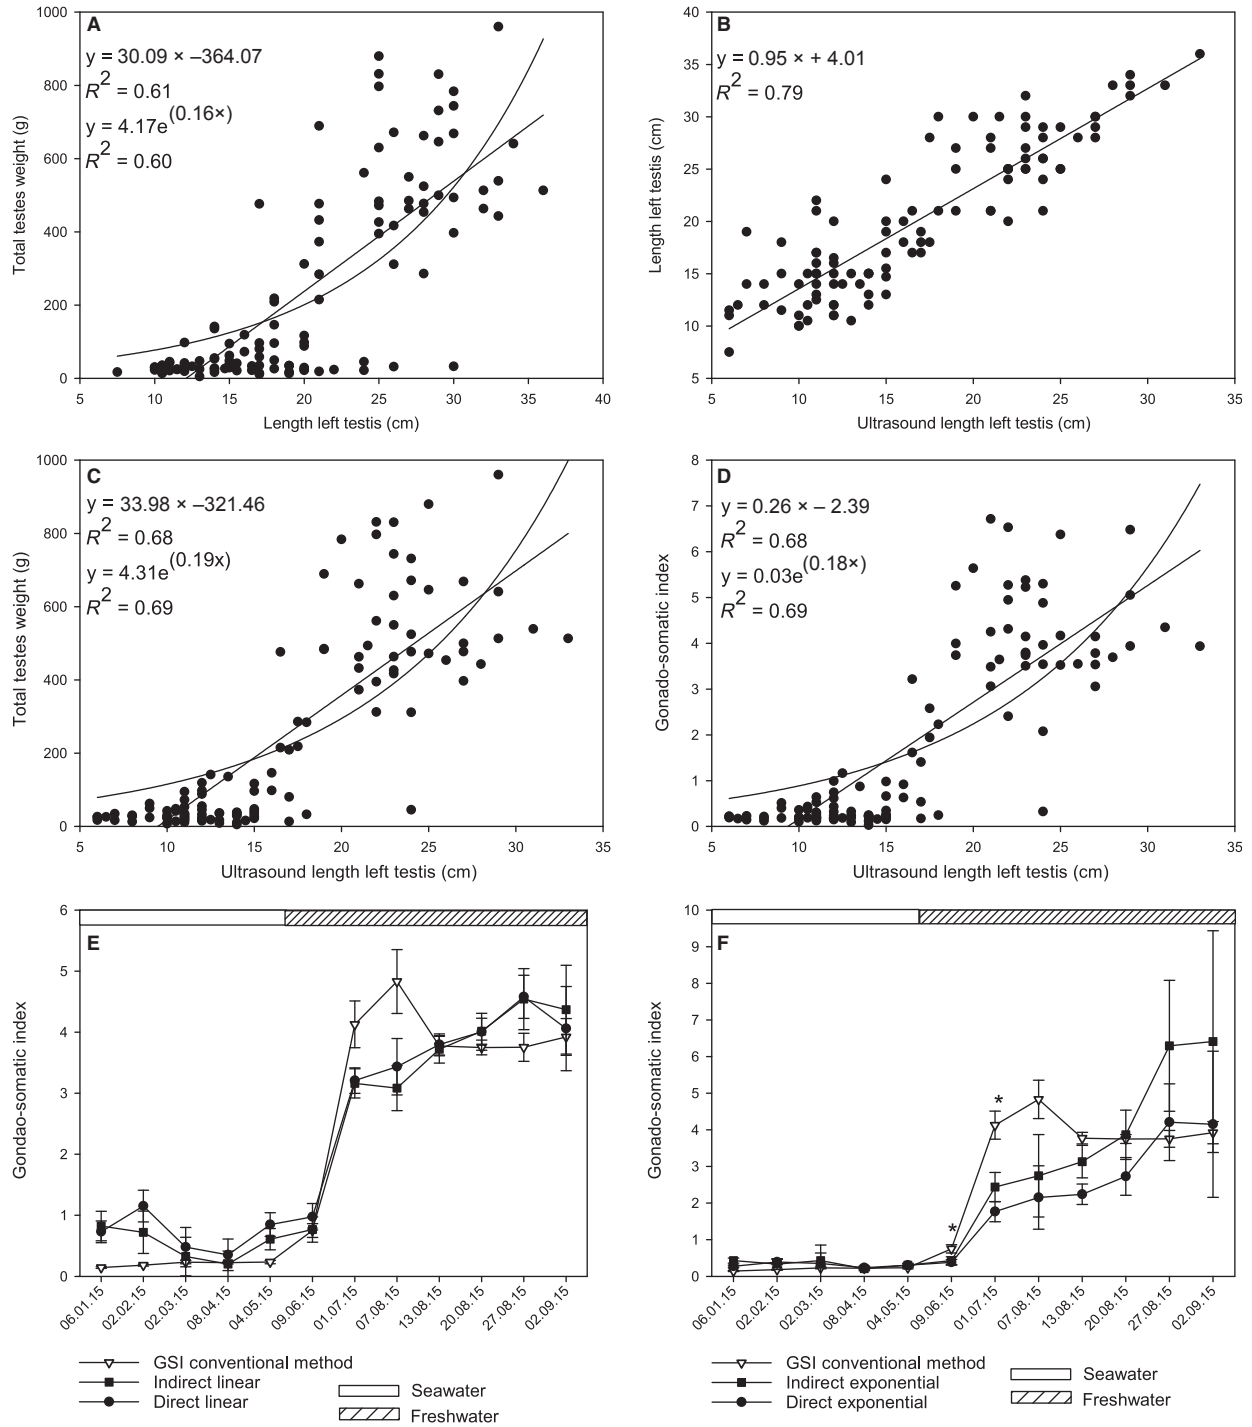 A
y = 30.09 × –364.07
R2 = 0.61
y = 4.17e(0.16×)
R2 = 0.60
Total testes weight (g)
1000
800
600
400
200
0
5 10 15 20 25 30 35 40
Length left testis (cm)
B
y = 0.95 × + 4.01
R2 = 0.79
Length left testis (cm)
40
35
30
25
20
15
10
5
5 10 15 20 25 30 35
Ultrasound length left testis (cm)
C
y = 33.98 × –321.46
R2 = 0.68
y = 4.31e(0.19x)
R2 = 0.69
Total testes weight (g)
1000
800
600
400
200
0
5 10 15 20 25 30 35
Ultrasound length left testis (cm)
D
y = 0.26 × – 2.39
R2 = 0.68
y = 0.03e(0.18×)
R2 = 0.69
Gonado-somatic index
8
7
6
5
4
3
2
1
0
5 10 15 20 25 30 35
Ultrasound length left testis (cm)
E
Gondao-somatic index
6
5
4
3
2
1
0
06.01.15 02.02.15 02.03.15 08.04.15 04.05.15 09.06.15 01.07.15 07.08.15 13.08.15 20.08.15 27.08.15 02.09.15
GSI conventional method
Indirect linear
Direct linear
Seawater
Freshwater
F
Gonado-somatic index
10
9
8
7
6
5
4
3
2
1
0
*
*
06.01.15 02.02.15 02.03.15 08.04.15 04.05.15 09.06.15 01.07.15 07.08.15 13.08.15 20.08.15 27.08.15 02.09.15
GSI conventional method
Indirect exponential
Direct exponential
Seawater
Freshwater